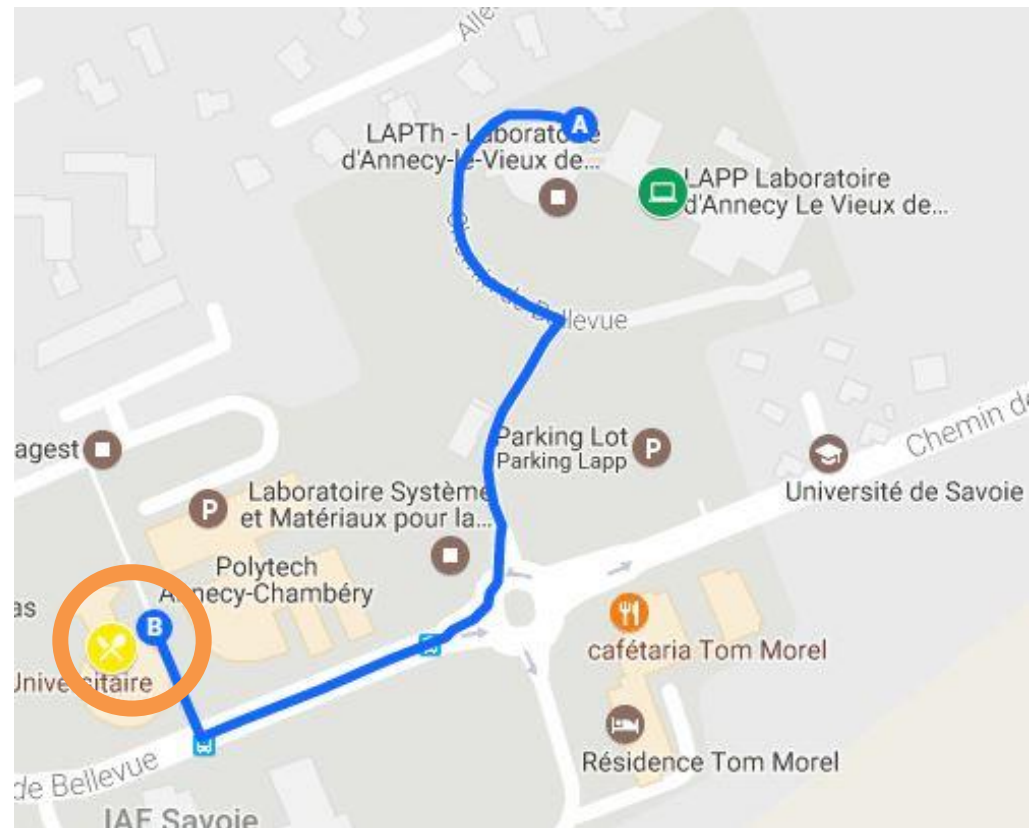 Alle
A
LAPTh - Laboratoire
d'Annecy-le-Vieux de...
LAPP Laboratoire
d'Annecy Le Vieux de...
Chemin de Bellevue
Parking Lot
Parking Lapp
P
Chemin de
Université de Savoie
agest
P
Laboratoire Système
et Matériaux pour la...
Polytech
Annecy-Chambéry
as
B
Universitaire
cafétaria Tom Morel
Résidence Tom Morel
de Bellevue
IAE Savoie